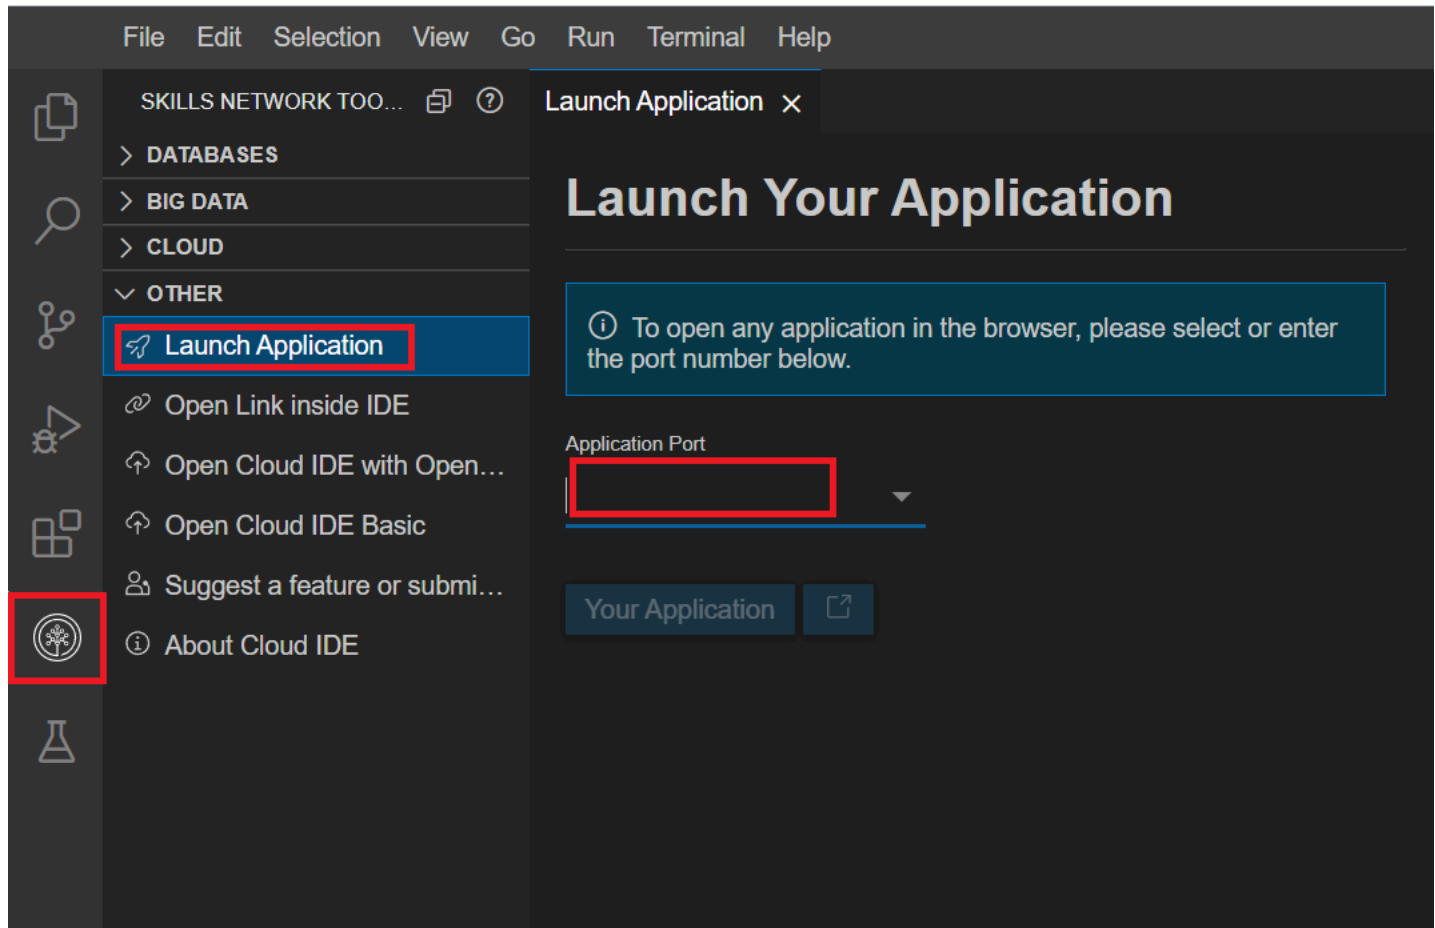 File Edit Selection View Go Run Terminal Help
SKILLS NETWORK TOO...
Launch Application
DATABASES
BIG DATA
CLOUD
OTHER
Launch Application
Open Link inside IDE
Open Cloud IDE with Open...
Open Cloud IDE Basic
Suggest a feature or submi...
About Cloud IDE
Launch Your Application
To open any application in the browser, please select or enter
the port number below.
Application Port
Your Application